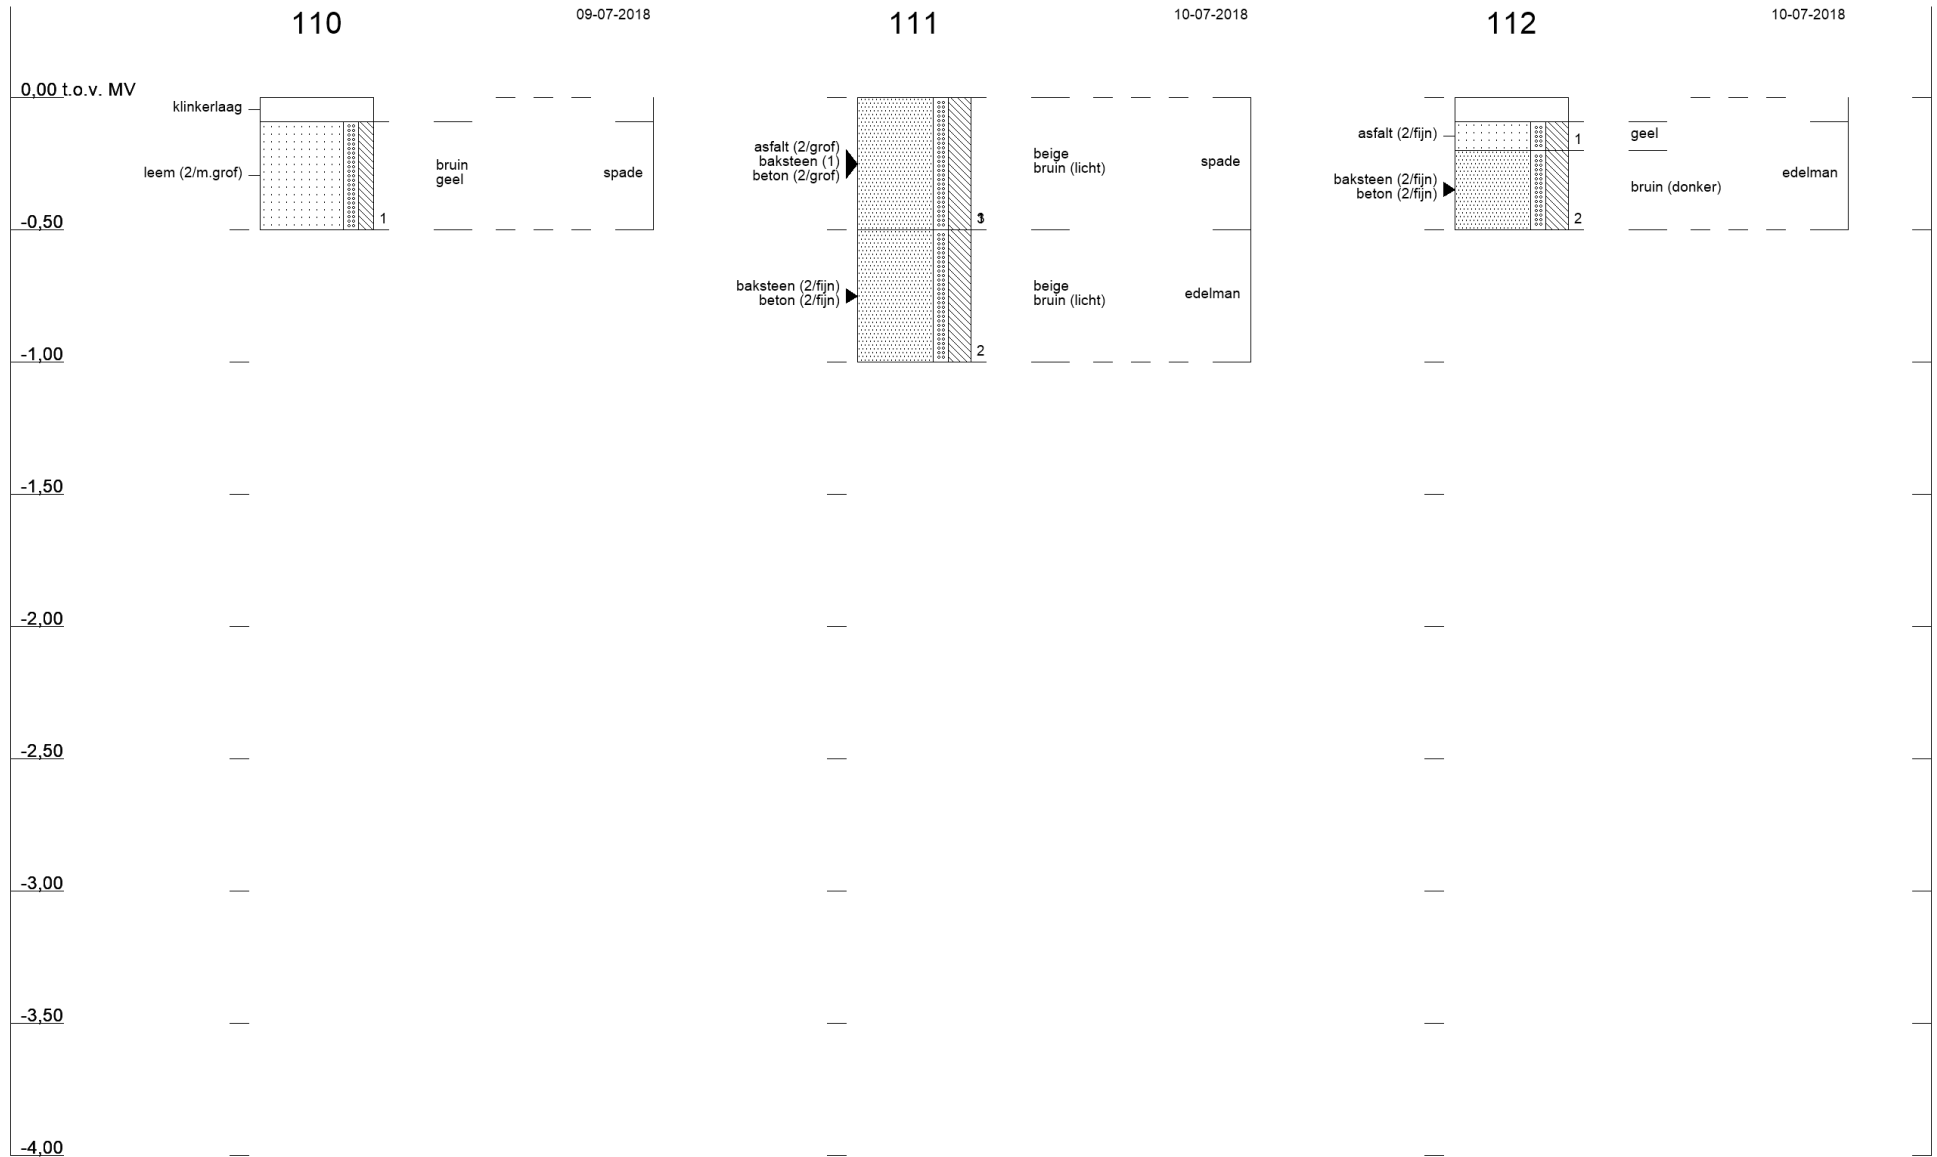 110
09-07-2018
111
10-07-2018
112
10-07-2018
0,00 t.o.v. MV
klinkerlaag
leem (2/m.grof)
bruin
geel
spade
1
asfalt (2/grof)
baksteen (1)
beton (2/grof)
beige
bruin (licht)
spade
baksteen (2/fijn)
beton (2/fijn)
beige
bruin (licht)
edelman
2
asfalt (2/fijn)
1
geel
baksteen (2/fijn)
beton (2/fijn)
bruin (donker)
edelman
2
-0,50
-1,00
-1,50
-2,00
-2,50
-3,00
-3,50
-4,00